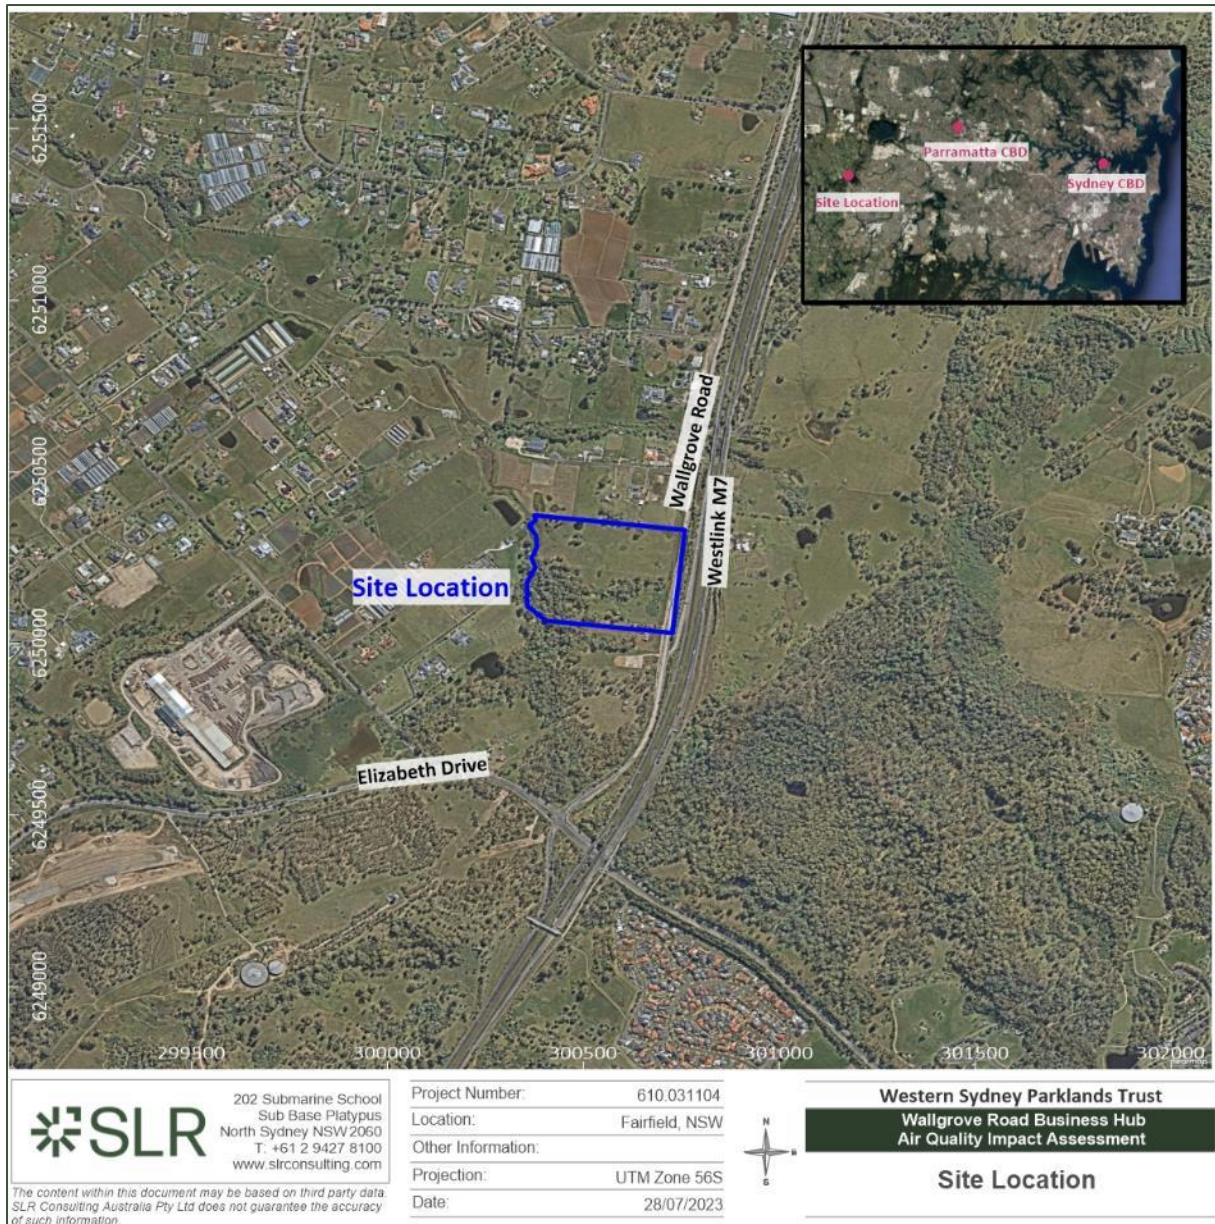 Parramatta CBD
Sydney CBD
Site Location
6251500
6251000
6250500
6250000
6249500
6249000
Wallgrove Road
Westlink M7
Site Location
Elizabeth Drive
299500
300000
300500
301000
301500
302000
SLR
202 Submarine School
Sub Base Platypus
North Sydney NSW 2060
T: +61 2 9427 8100
www.slrconsulting.com
The content within this document may be based on third party data.
SLR Consulting Australia Pty Ltd does not guarantee the accuracy
of such information.
Project Number: 610.031104
Location: Fairfield, NSW
Other Information:
Projection: UTM Zone 56S
Date: 28/07/2023
N
S
Western Sydney Parklands Trust
Wallgrove Road Business Hub
Air Quality Impact Assessment
Site Location